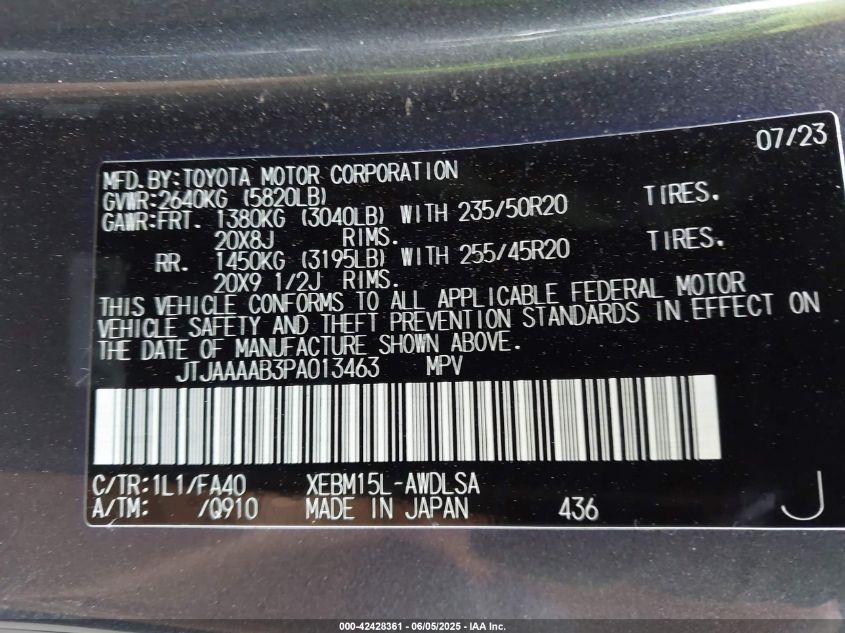 07/23
MFD.BY:TOYOTA MOTOR CORPORATION
GVWR:2640KG (5820LB)
GAWR:FRT. 1380KG (3040LB) WITH 235/50R20 TIRES.
20X8J RIMS.
RR. 1450KG (3195LB) WITH 255/45R20 TIRES.
20X9 1/2J RIMS.
THIS VEHICLE CONFORMS TO ALL APPLICABLE FEDERAL MOTOR
VEHICLE SAFETY AND THEFT PREVENTION STANDARDS IN EFFECT ON
THE DATE OF MANUFACTURE SHOWN ABOVE.
JTJAAAAB3PA013463 MPV
C/TR:1L1/FA40 XEBM15L-AWDLSA
A/TM: /Q910 MADE IN JAPAN 436 J
000-42428361 - 06/05/2025 - IAA Inc.